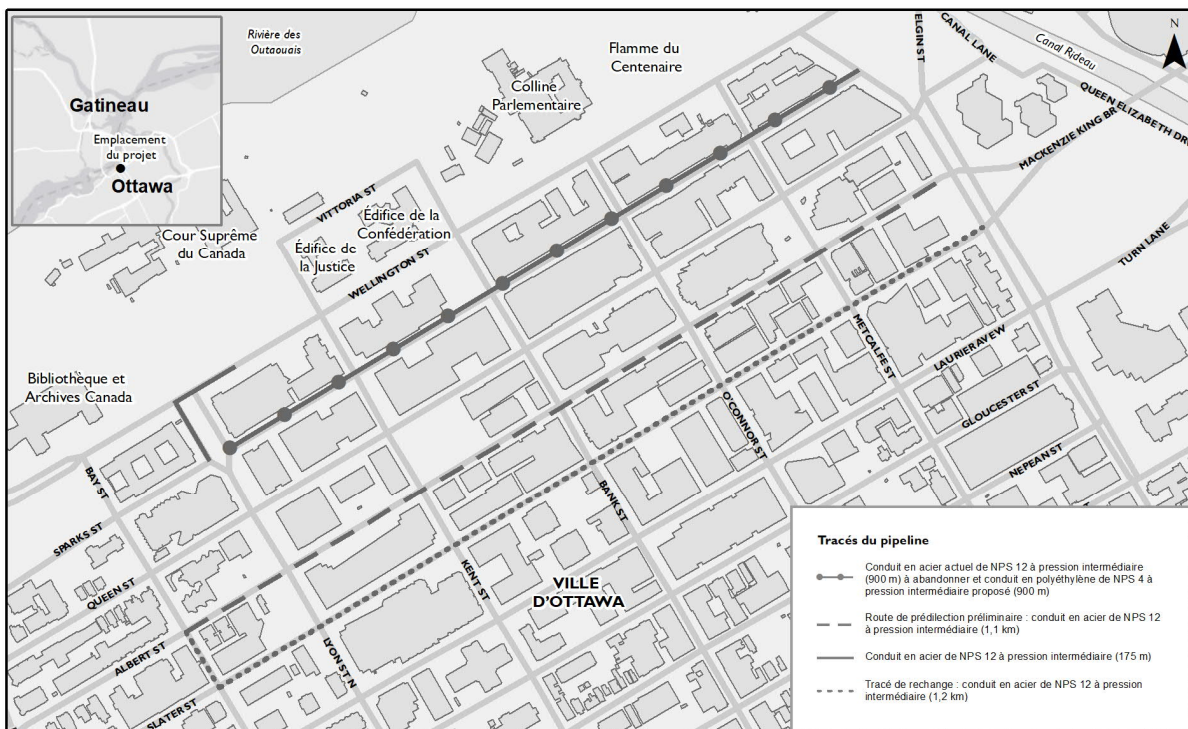 Gatineau
Emplacement
du projet
Ottawa
Rivière des
Outaouais
Flamme du
Centenaire
Colline
Parlementaire
ELGIN ST
CANAL LANE
Canal Rideau
N
QUEEN ELIZABETH DR
MACKENZIE KING BR
TURN LANE
VITTORIA ST
Cour Suprême
du Canada
Édifice de la
Confédération
Édifice de
la Justice
WELLINGTON ST
Bibliothèque et
Archives Canada
BAY ST
SPARKS ST
QUEEN ST
ALBERT ST
SLATER ST
LYON ST N
KENT ST
BANK ST
O'CONNOR ST
METCALFE ST
LAURIER AV W
GLOUCESTER ST
NEPEAN ST
VILLE
D'OTTAWA
Tracés du pipeline
Conduit en acier actuel de NPS 12 à pression intermédiaire
(900 m) à abandonner et conduit en polyéthylène de NPS 4 à
pression intermédiaire proposé (900 m)
Route de prédilection préliminaire : conduit en acier de NPS 12
à pression intermédiaire (1,1 km)
Conduit en acier de NPS 12 à pression intermédiaire (175 m)
Tracé de rechange : conduit en acier de NPS 12 à pression
intermédiaire (1,2 km)